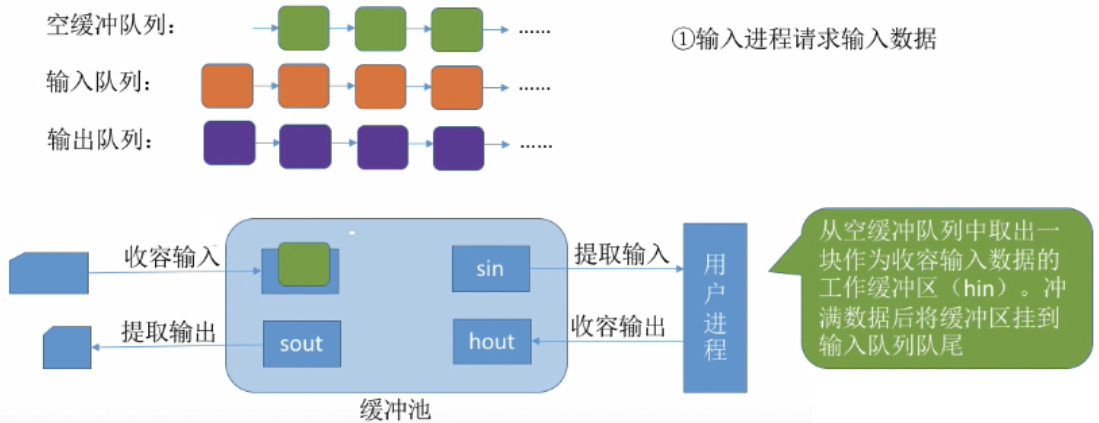 空缓冲队列：
……
①输入进程请求输入数据
输入队列：
……
输出队列：
……
收容输入
sin
提取输入
提取输出
sout
hout
收容输出
用户进程
缓冲池
从空缓冲队列中取出一
块作为收容输入数据的
工作缓冲区（hin）。冲
满数据后将缓冲区挂到
输入队列队尾